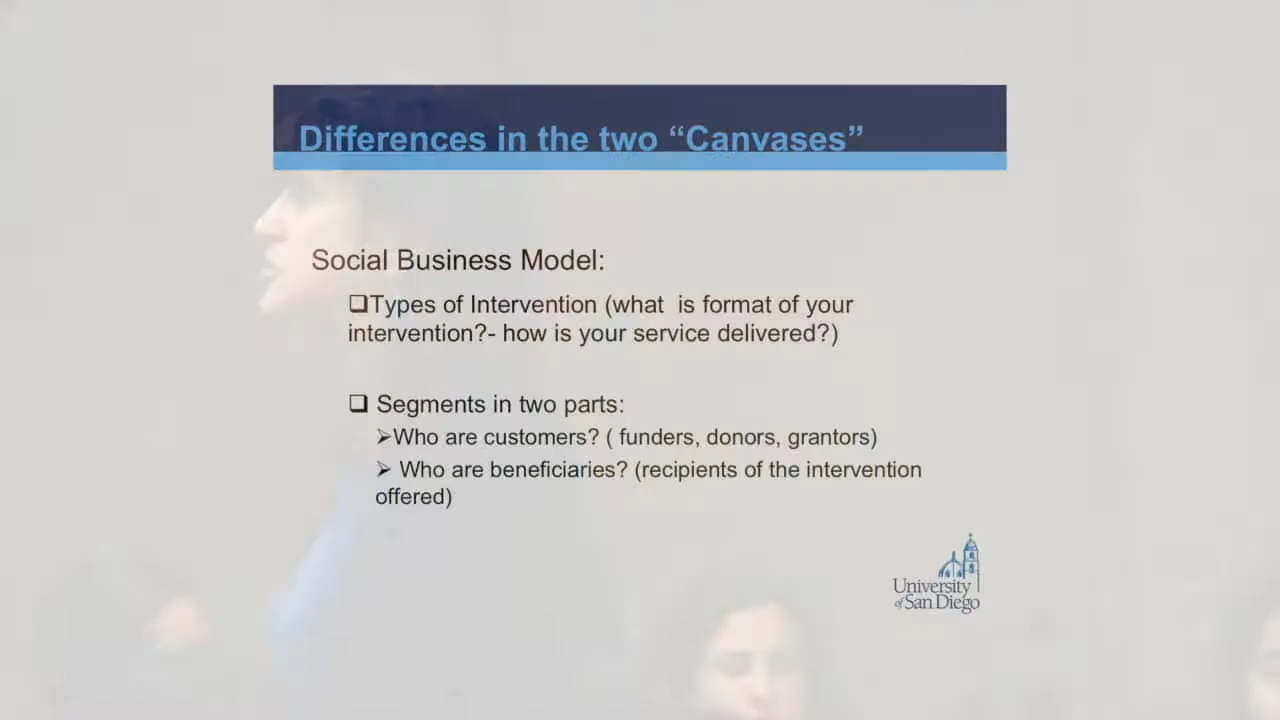 Differences in the two “Canvases”
Social Business Model:
❑Types of Intervention (what  is format of your
intervention?- how is your service delivered?)
❑ Segments in two parts:
➢Who are customers? ( funders, donors, grantors)
➢ Who are beneficiaries? (recipients of the intervention
offered)
University
of San Diego